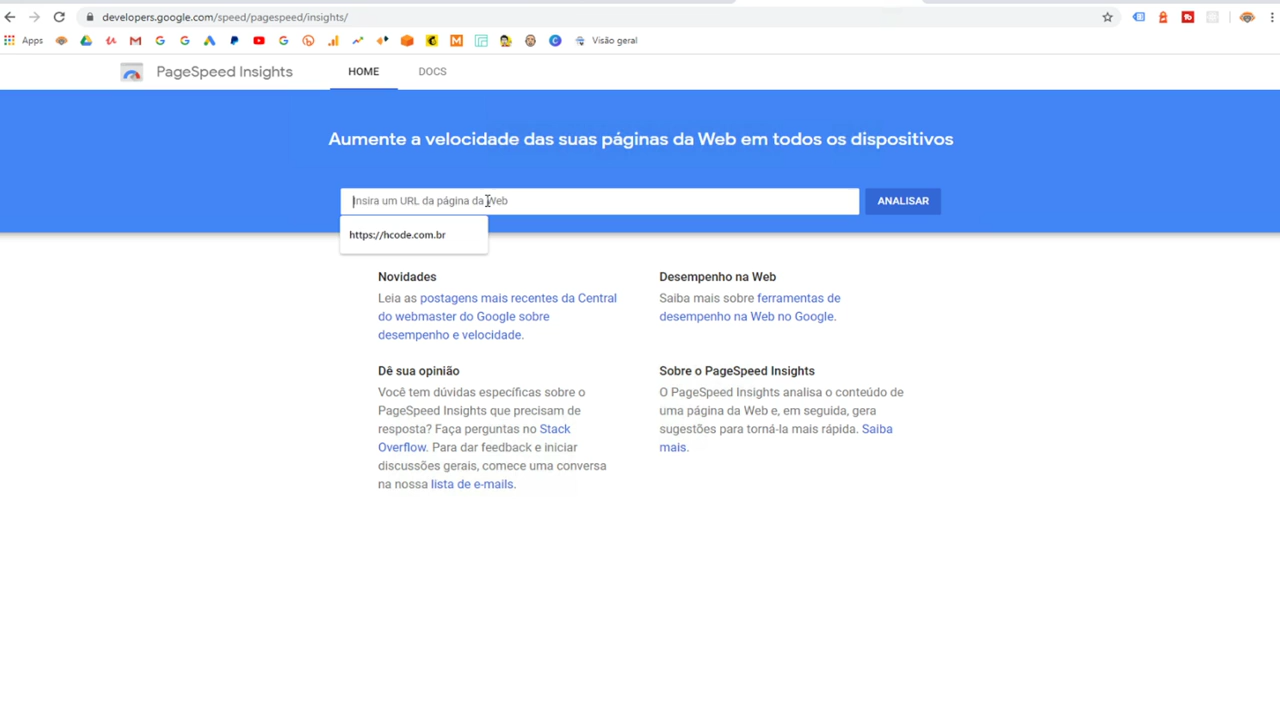 developers.google.com/speed/pagespeed/insights/
Apps
Visão geral
PageSpeed Insights
HOME
DOCS
Aumente a velocidade das suas páginas da Web em todos os dispositivos
Insira um URL da página da Web
ANALISAR
https://hcode.com.br
Novidades
Leia as postagens mais recentes da Central
do webmaster do Google sobre
desempenho e velocidade.
Desempenho na Web
Saiba mais sobre ferramentas de
desempenho na Web no Google.
Dê sua opinião
Você tem dúvidas específicas sobre o
PageSpeed Insights que precisam de
resposta? Faça perguntas no Stack
Overflow. Para dar feedback e iniciar
discussões gerais, comece uma conversa
na nossa lista de e-mails.
Sobre o PageSpeed Insights
O PageSpeed Insights analisa o conteúdo de
uma página da Web e, em seguida, gera
sugestões para torná-la mais rápida. Saiba
mais.